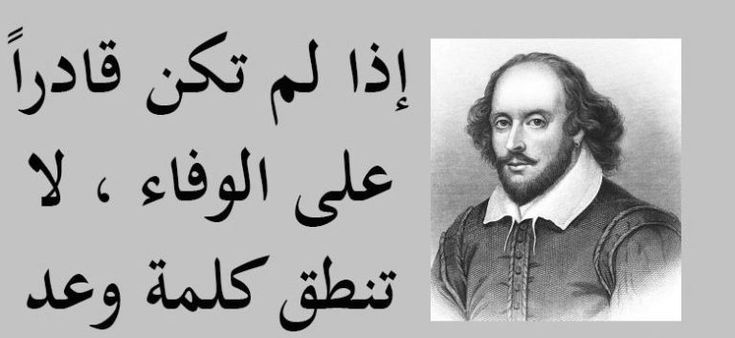 إذا لم تكن قادراً
على الوفاء ، لا
تنطق كلمة وعد